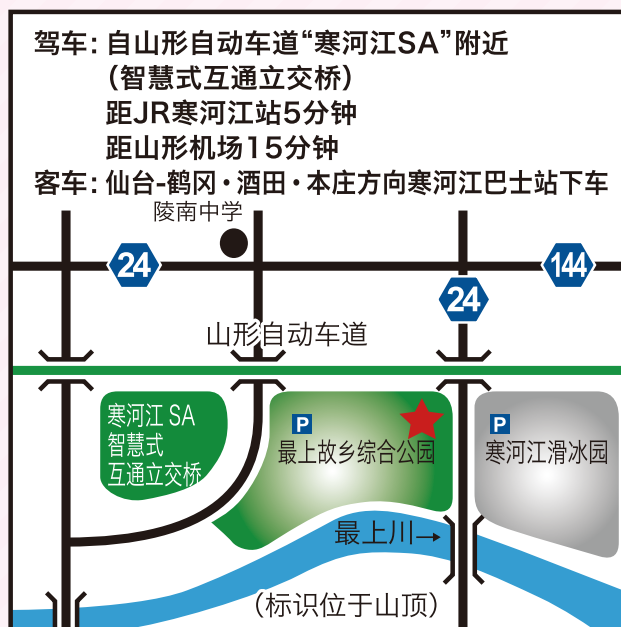 驾车: 自山形自动车道“寒河江SA”附近
（智慧式互通立交桥）
距JR寒河江站5分钟
距山形机场15分钟
客车: 仙台-鹤冈・酒田・本庄方向寒河江巴士站下车
陵南中学
24
144
24
山形自动车道
寒河江 SA
智慧式
互通立交桥
P
最上故乡综合公园
P
寒河江滑冰园
最上川→
（标识位于山顶）